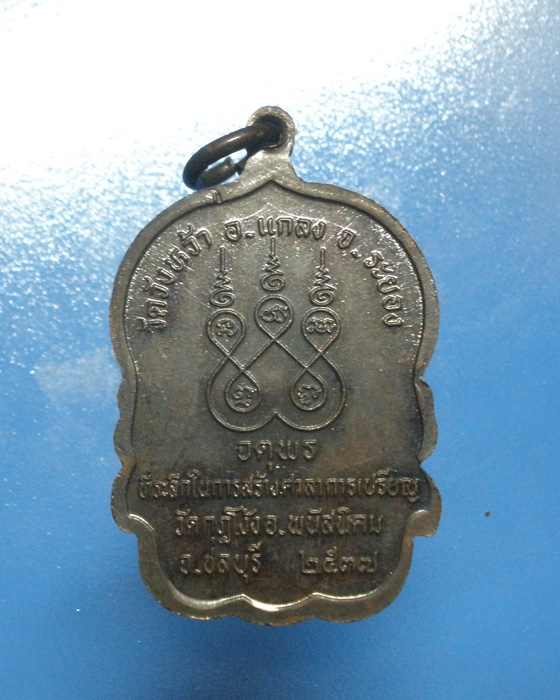 วัดวังหว้า อ.แกลง จ.ระยอง
จตุพร
ที่ระลึกในการสร้างศาลาการเปรียญ
วัดกุฎโง้ง อ.พนัสนิคม
จ.ชลบุรี ๒๕๓๗